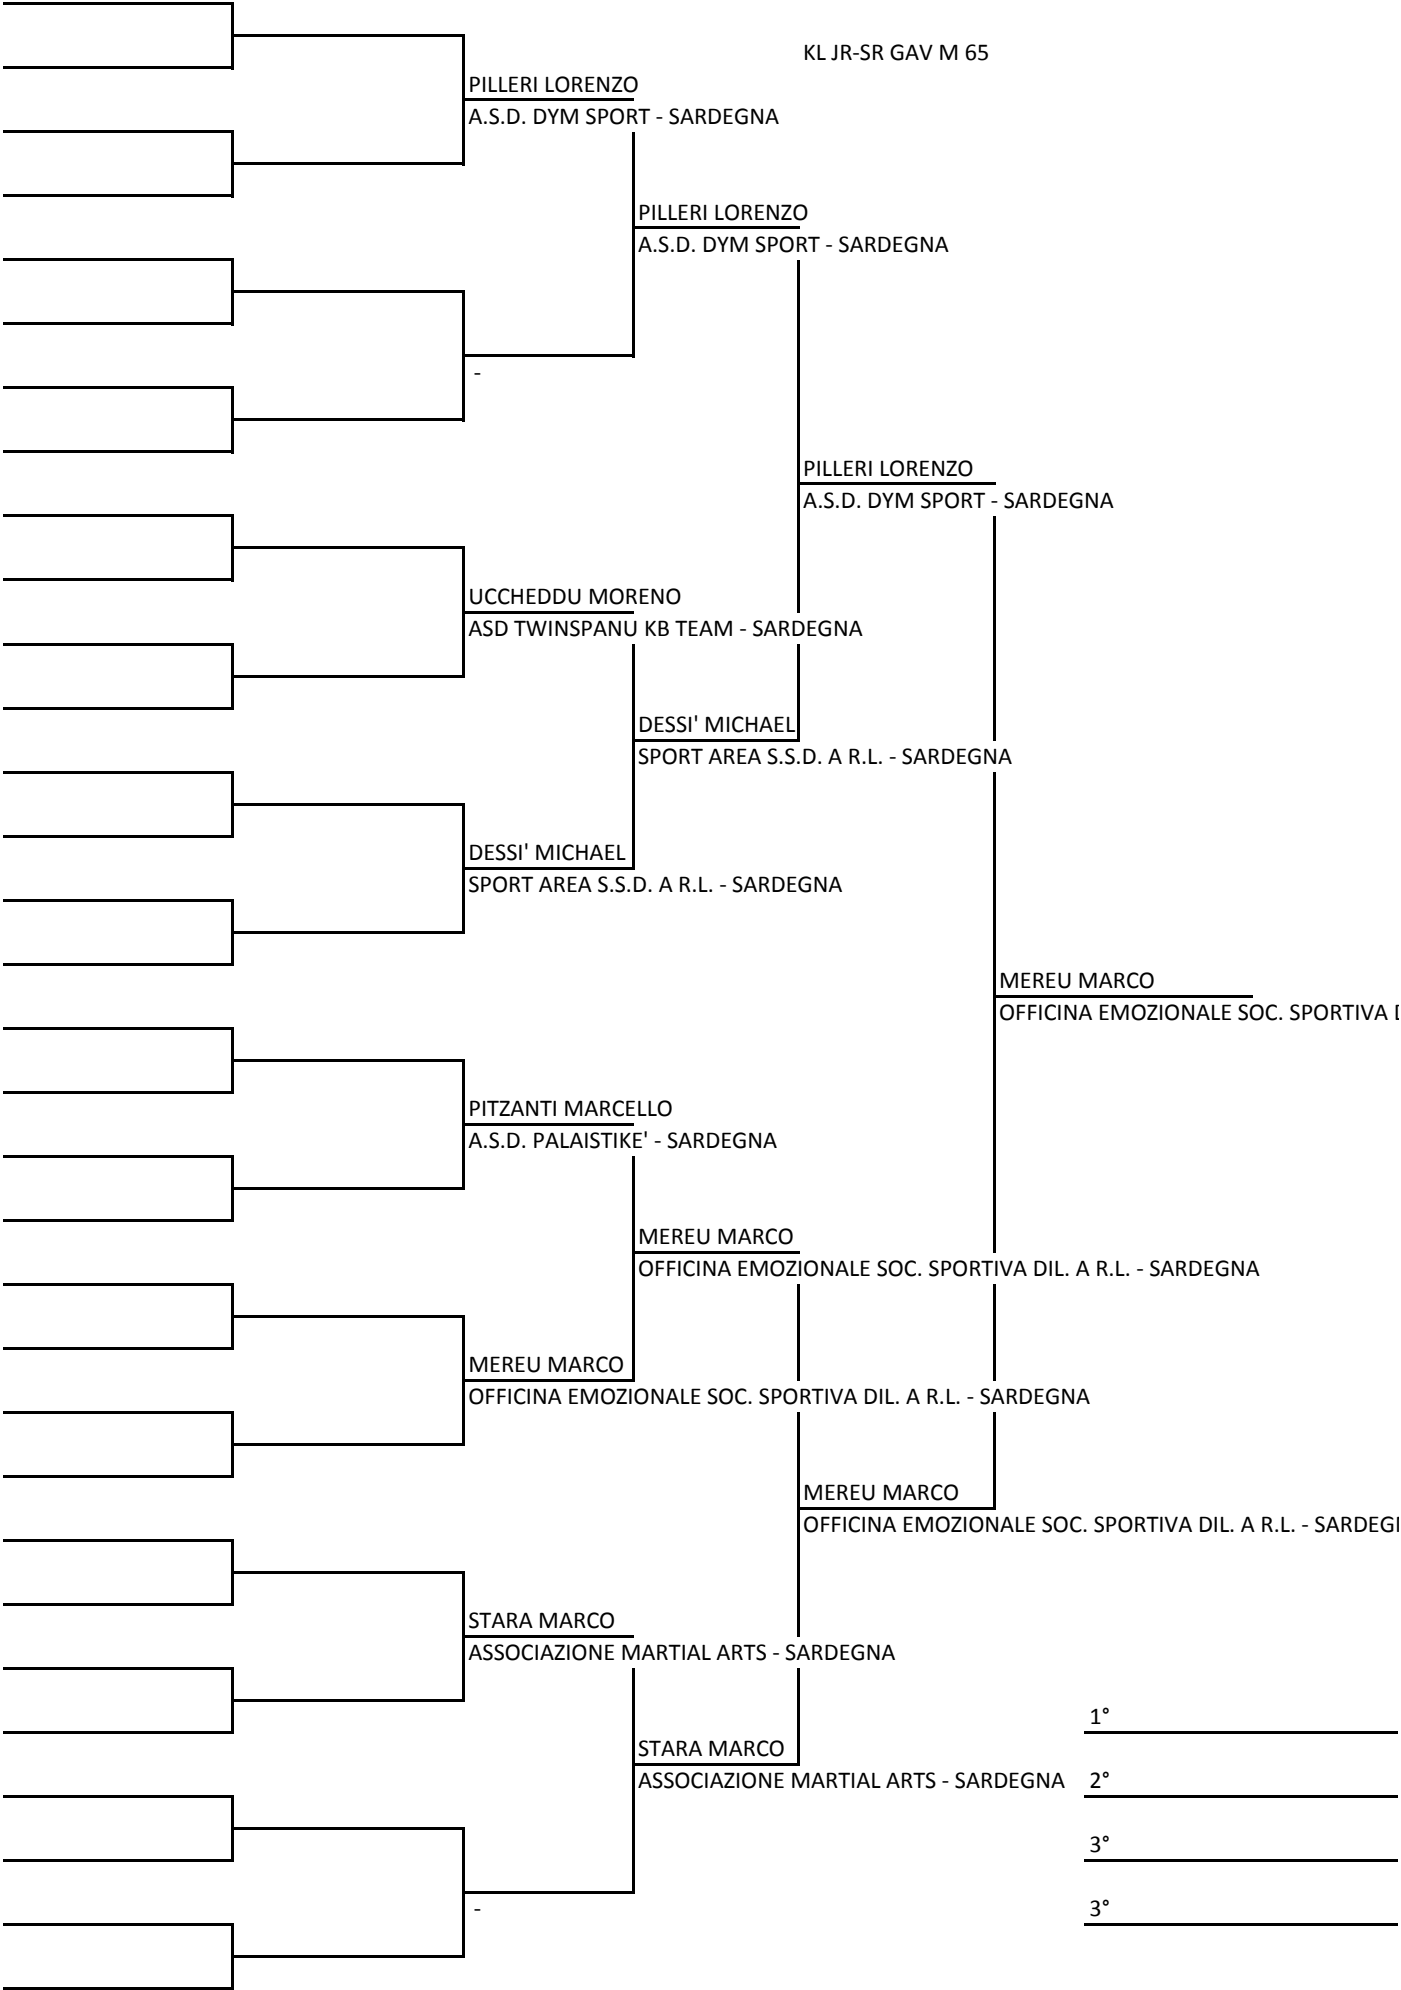 KL JR-SR GAV M 65
PILLERI LORENZO
A.S.D. DYM SPORT - SARDEGNA
PILLERI LORENZO
A.S.D. DYM SPORT - SARDEGNA
-
PILLERI LORENZO
A.S.D. DYM SPORT - SARDEGNA
UCCHEDDU MORENO
ASD TWINSPANU KB TEAM - SARDEGNA
DESSI' MICHAEL
SPORT AREA S.S.D. A R.L. - SARDEGNA
DESSI' MICHAEL
SPORT AREA S.S.D. A R.L. - SARDEGNA
MEREU MARCO
OFFICINA EMOZIONALE SOC. SPORTIVA
PITZANTI MARCELLO
A.S.D. PALAISTIKE' - SARDEGNA
MEREU MARCO
OFFICINA EMOZIONALE SOC. SPORTIVA DIL. A R.L. - SARDEGNA
MEREU MARCO
OFFICINA EMOZIONALE SOC. SPORTIVA DIL. A R.L. - SARDEGNA
MEREU MARCO
OFFICINA EMOZIONALE SOC. SPORTIVA DIL. A R.L. - SARDEG
STARA MARCO
ASSOCIAZIONE MARTIAL ARTS - SARDEGNA
1°
STARA MARCO
ASSOCIAZIONE MARTIAL ARTS - SARDEGNA
2°
3°
3°
-